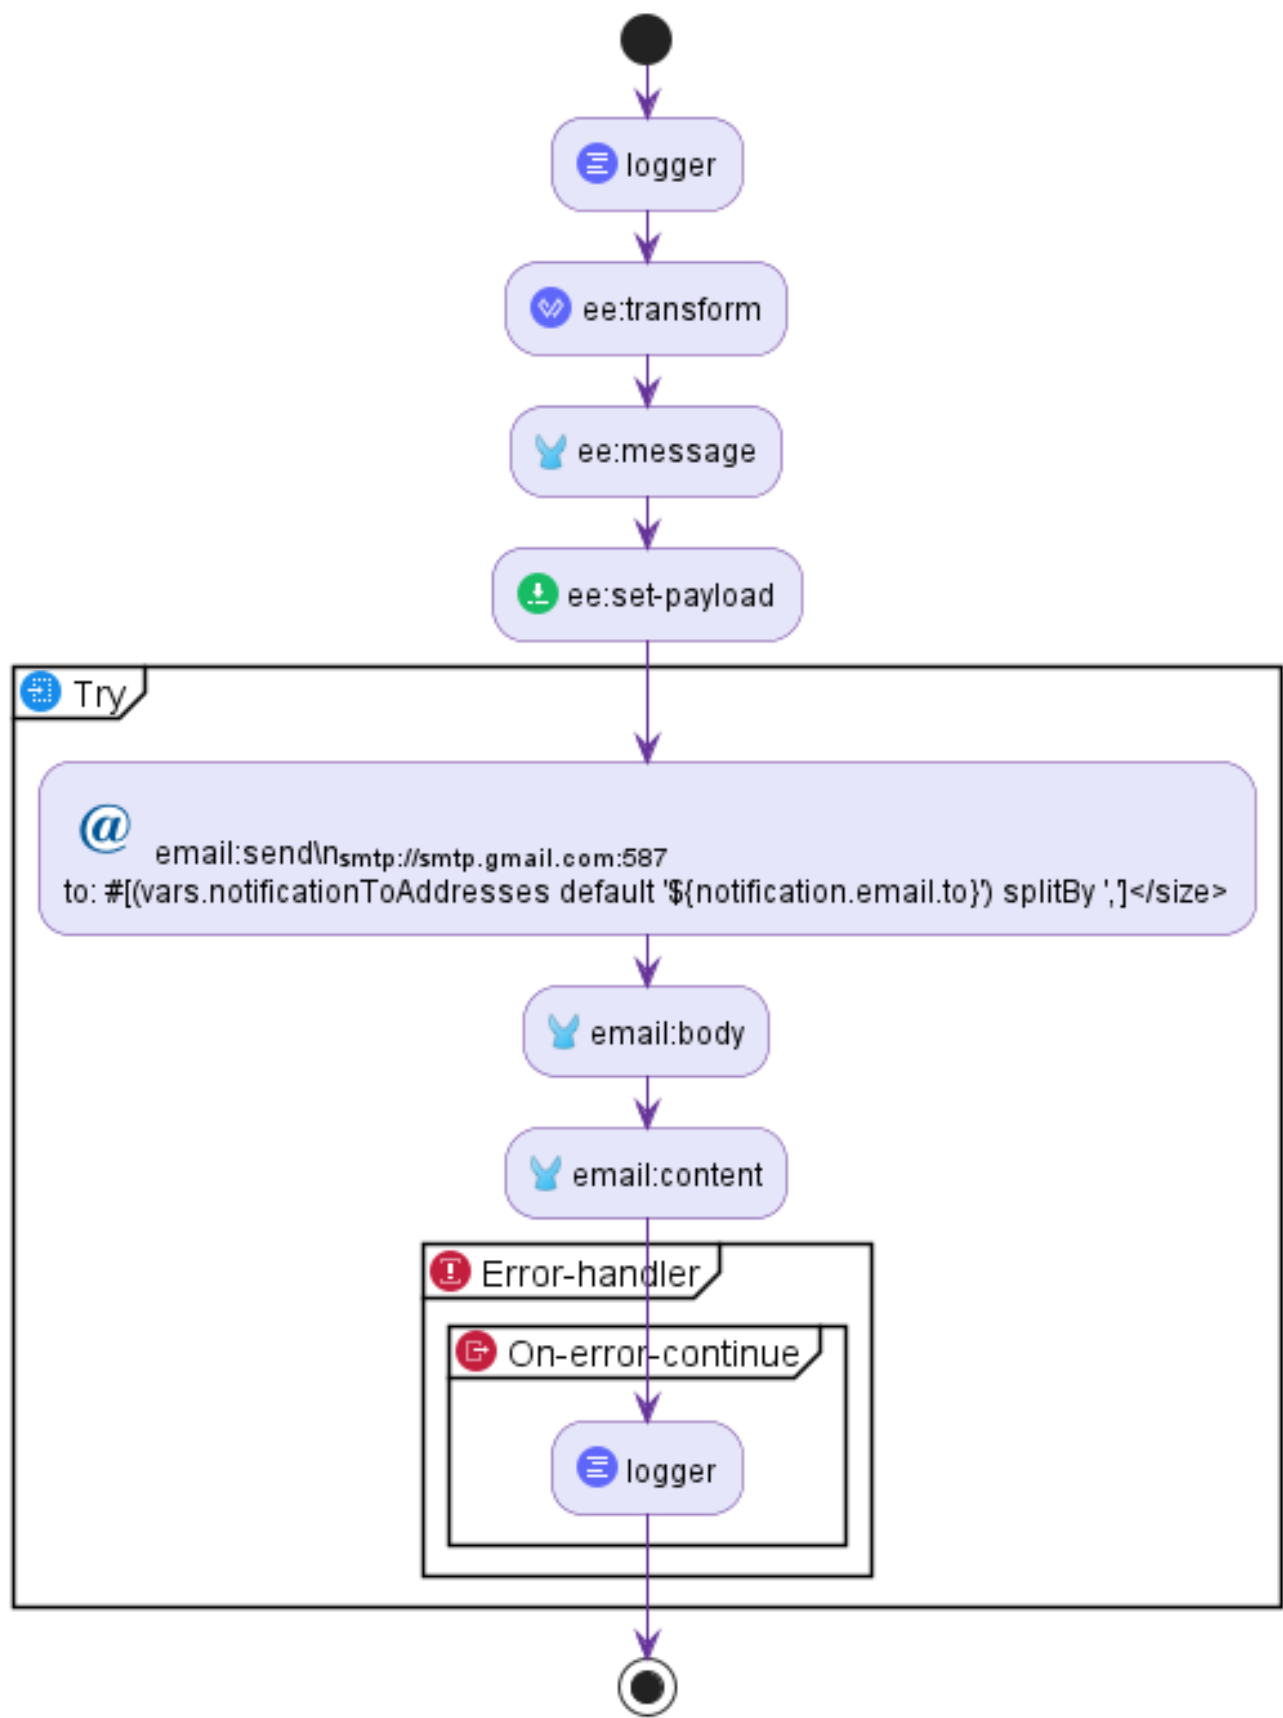 logger
ee:transform
ee:message
ee:set-payload
Try
@
email:send\nsmtp://smtp.gmail.com:587
to: #[(vars.notificationToAddresses default '${notification.email.to}') splitBy ',']</size>
email:body
email:content
Error-handler
On-error-continue
logger